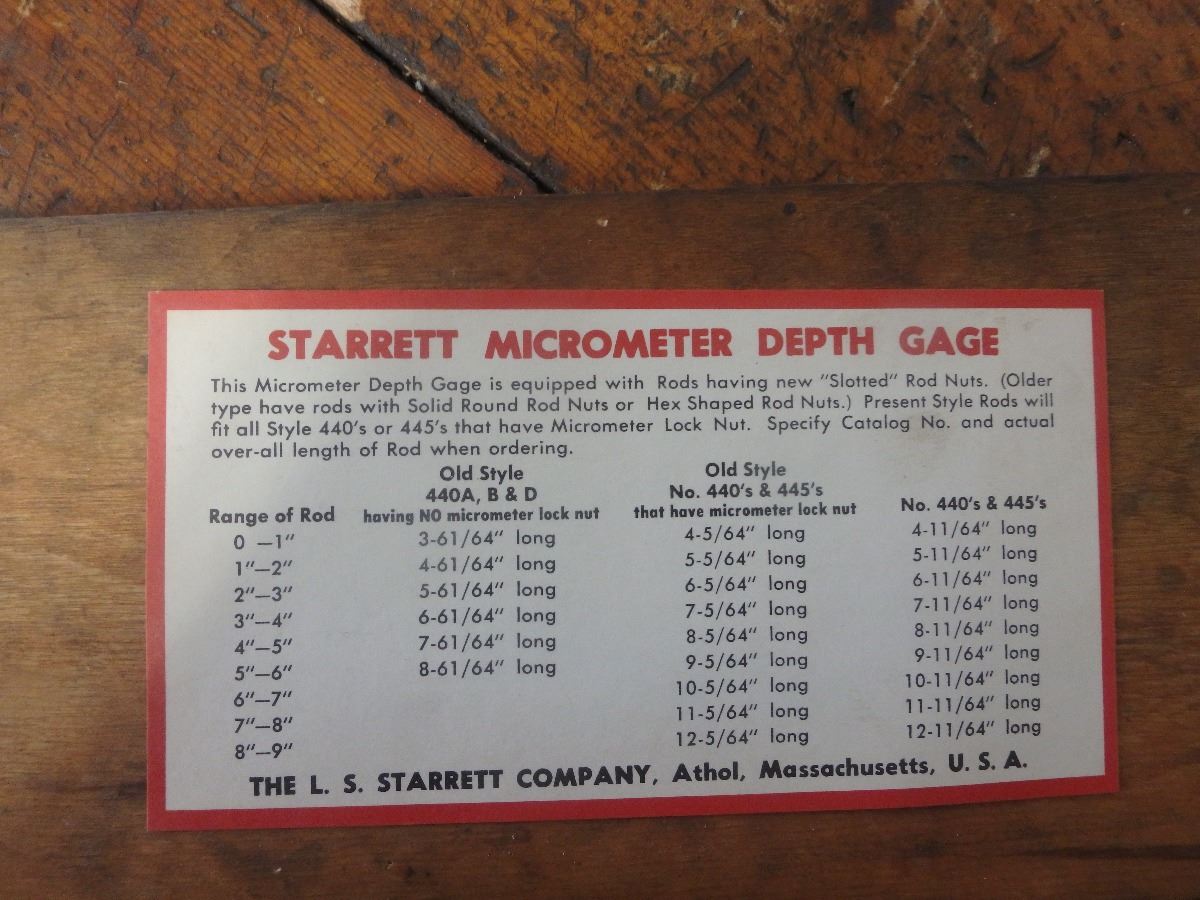 STARRETT MICROMETER DEPTH GAGE
This Micrometer Depth Gage is equipped with Rods having new "Slotted" Rod Nuts. (Older
type have rods with Solid Round Rod Nuts or Hex Shaped Rod Nuts.) Present Style Rods will
fit all Style 440's or 445's that have Micrometer Lock Nut. Specify Catalog No. and actual
over-all length of Rod when ordering.
Old Style Old Style
440A, B & D No. 440's & 445's
Range of Rod having NO micrometer lock nut that have micrometer lock nut No. 440's & 445's
0 —1" 3-61/64" long 4-5/64" long 4-11/64" long
1"—2" 4-61/64" long 5-5/64" long 5-11/64" long
2"—3" 5-61/64" long 6-5/64" long 6-11/64" long
3"—4" 6-61/64" long 7-5/64" long 7-11/64" long
4"—5" 7-61/64" long 8-5/64" long 8-11/64" long
5"—6" 8-61/64" long 9-5/64" long 9-11/64" long
6"—7" 10-5/64" long 10-11/64" long
7"—8" 11-5/64" long 11-11/64" long
8"—9" 12-5/64" long 12-11/64" long
THE L. S. STARRETT COMPANY, Athol, Massachusetts, U. S. A.